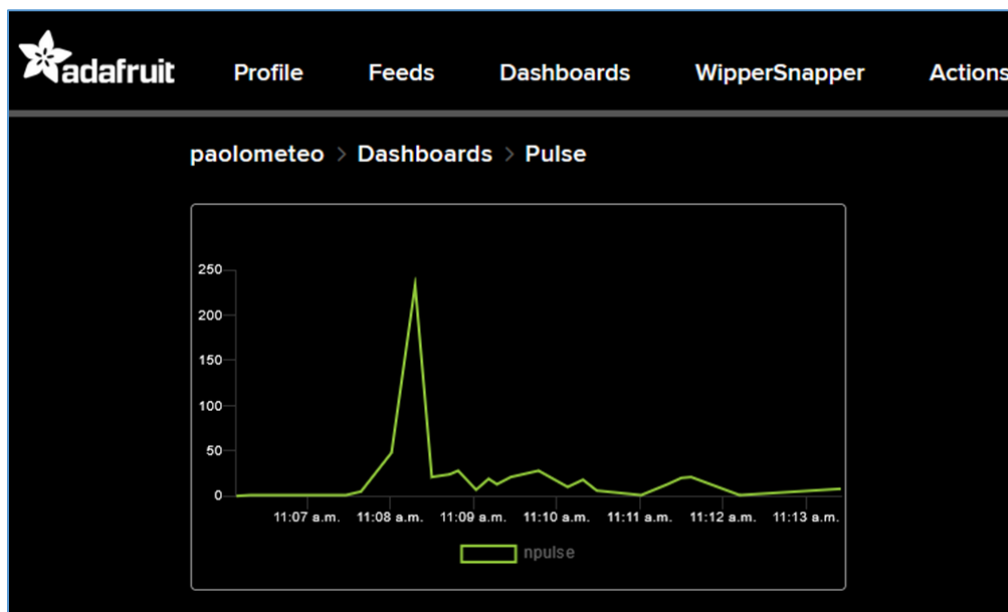 adafruit Profile Feeds Dashboards WipperSnapper Actions
paolometeo > Dashboards > Pulse
250
200
150
100
50
0
11:07 a.m. 11:08 a.m. 11:09 a.m. 11:10 a.m. 11:11 a.m. 11:12 a.m. 11:13 a.m.
npulse